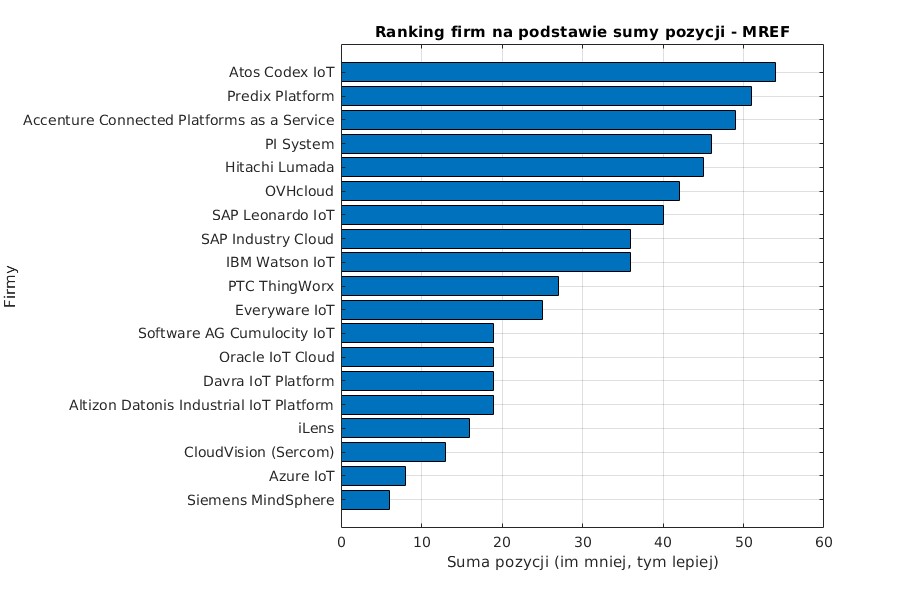 Ranking firm na podstawie sumy pozycji - MREF
Atos Codex IoT
Predix Platform
Accenture Connected Platforms as a Service
PI System
Hitachi Lumada
OVHcloud
SAP Leonardo IoT
SAP Industry Cloud
IBM Watson IoT
PTC ThingWorx
Everyware IoT
Software AG Cumulocity IoT
Oracle IoT Cloud
Davra IoT Platform
Altizon Datonis Industrial IoT Platform
iLens
CloudVision (Sercom)
Azure IoT
Siemens MindSphere
Firmy
0 10 20 30 40 50 60
Suma pozycji (im mniej, tym lepiej)